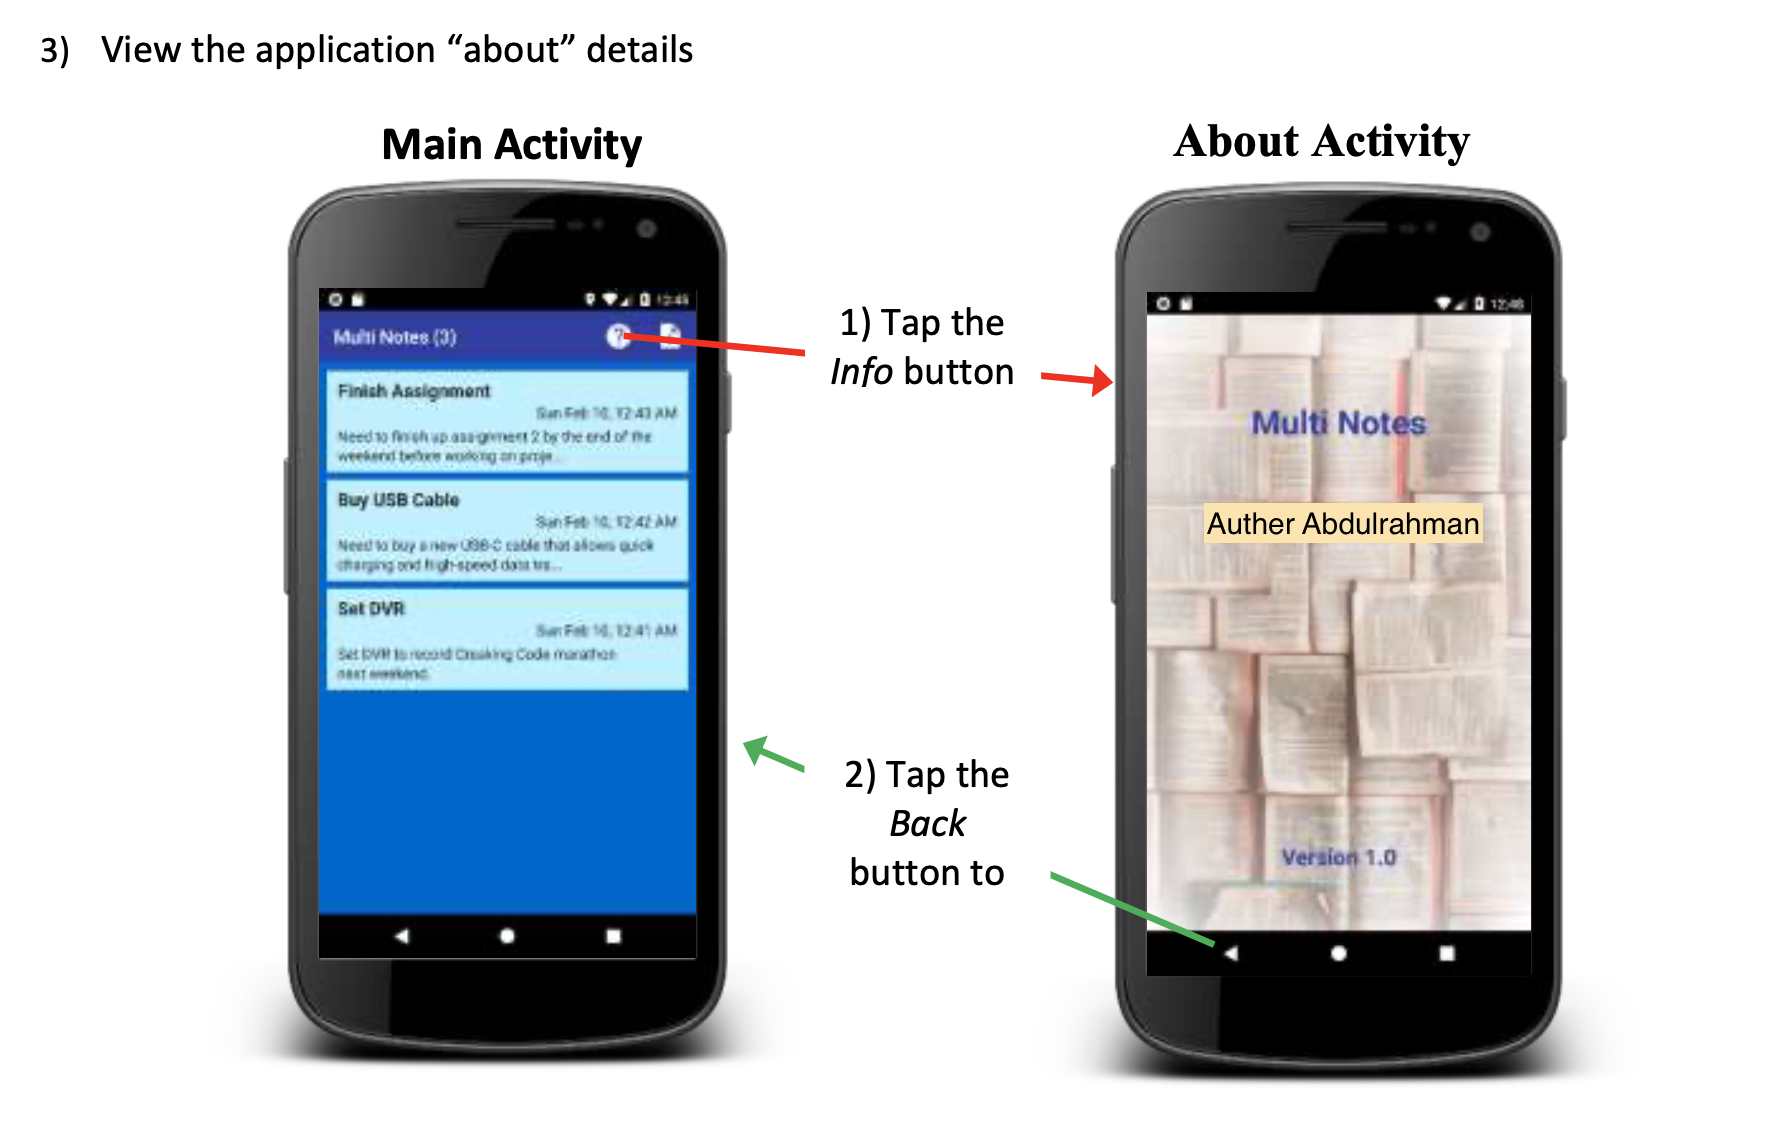 3) View the application “about” details
Main Activity
About Activity
12:45
Multi Notes (3)
Finish Assignment
Sun Feb 10, 12:43 AM
Need to finish up assignment 2 by the end of the
weekend before working on proje...
Buy USB Cable
Sun Feb 10, 12:42 AM
Need to buy a new USB-C cable that allows quick
charging and high-speed data tra...
Set DVR
Sun Feb 10, 12:41 AM
Set DVR to record Creaking Code marathon
next weekend.
1) Tap the
Info button
2) Tap the
Back
button to
12:46
Multi Notes
Auther Abdulrahman
Version 1.0